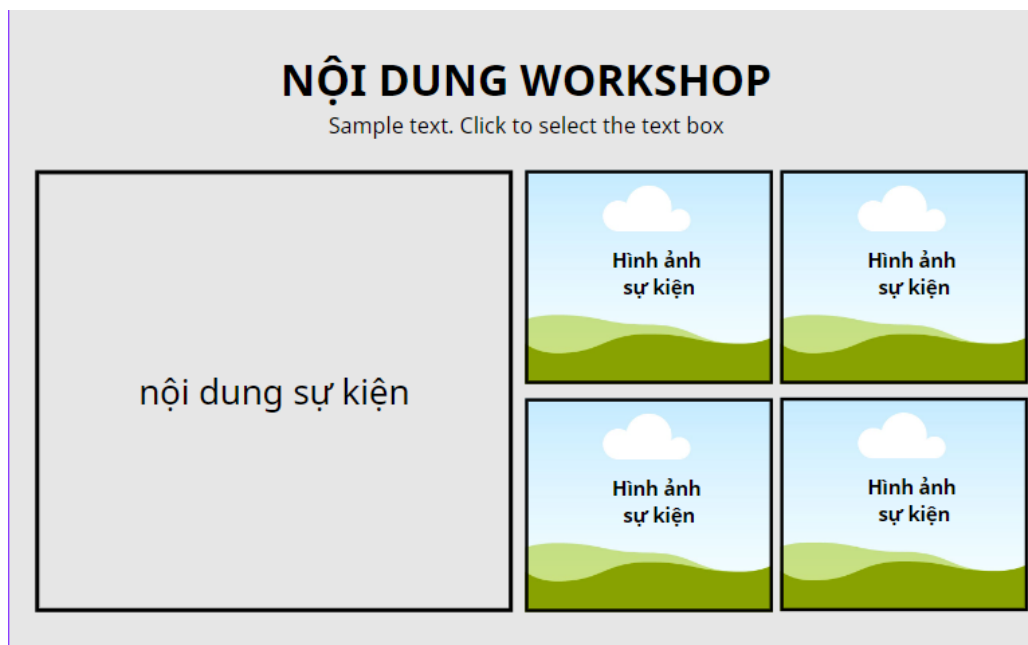 NỘI DUNG WORKSHOP
Sample text. Click to select the text box
nội dung sự kiện
Hình ảnh
sự kiện
Hình ảnh
sự kiện
Hình ảnh
sự kiện
Hình ảnh
sự kiện